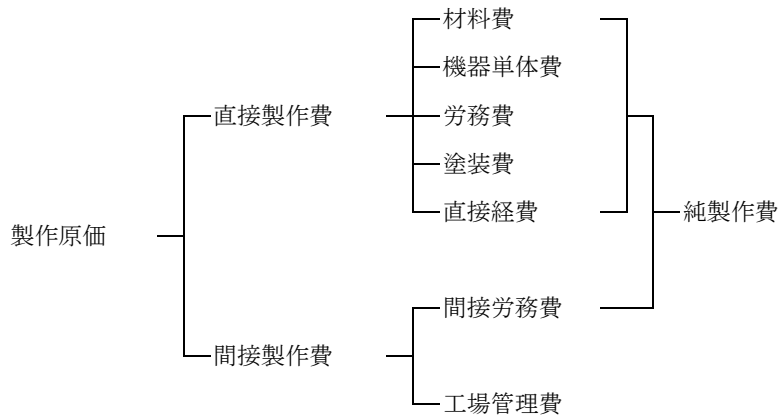 材料費
機器単体費
直接製作費
労務費
塗装費
直接経費
純製作費
製作原価
間接労務費
間接製作費
工場管理費